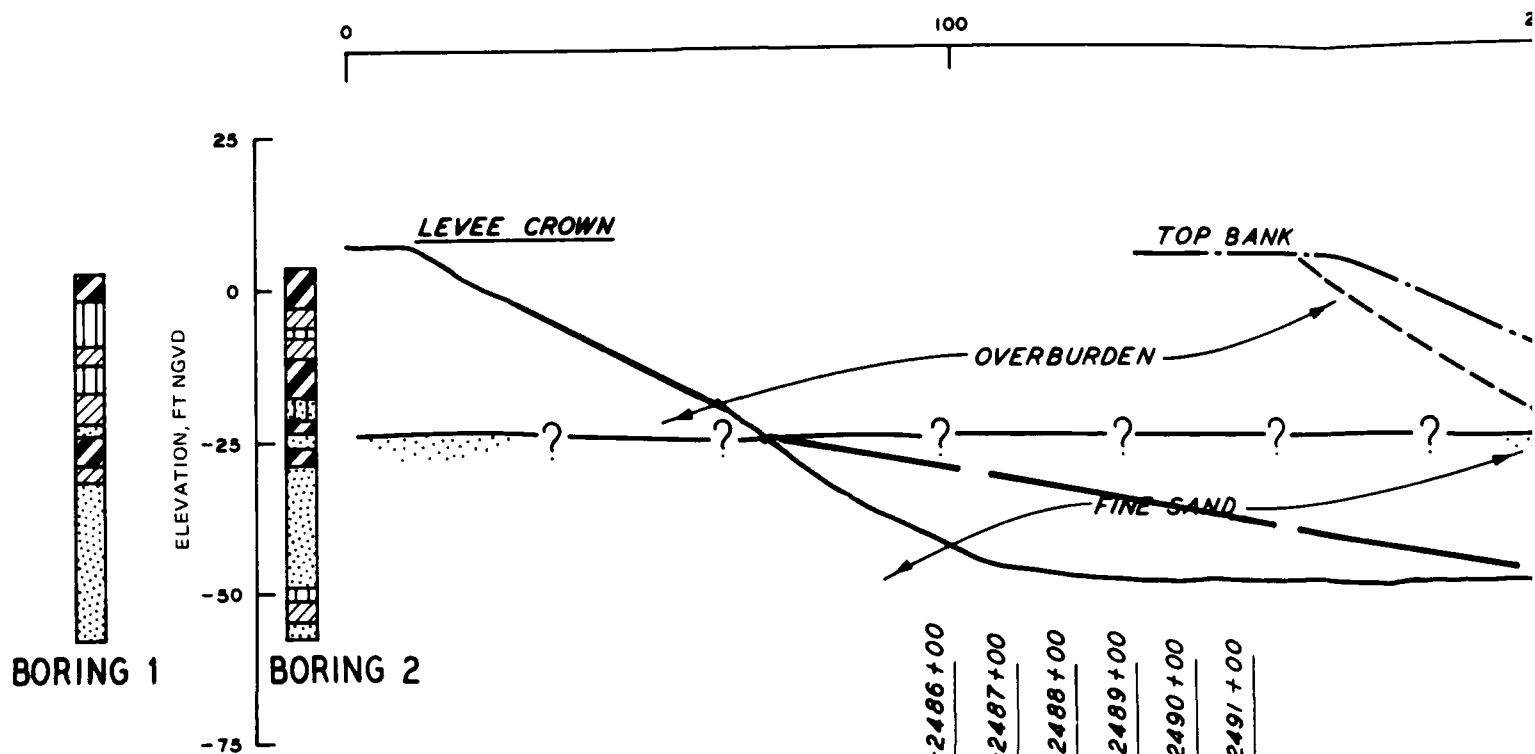 0
100
2
25
LEVEE CROWN
TOP BANK
0
ELEVATION, FT NGVD
OVERBURDEN
-25
?
?
?
?
?
?
FINE SAND
-50
BORING 1
BORING 2
2486+00
2487+00
2488+00
2489+00
2490+00
2491+00
-75